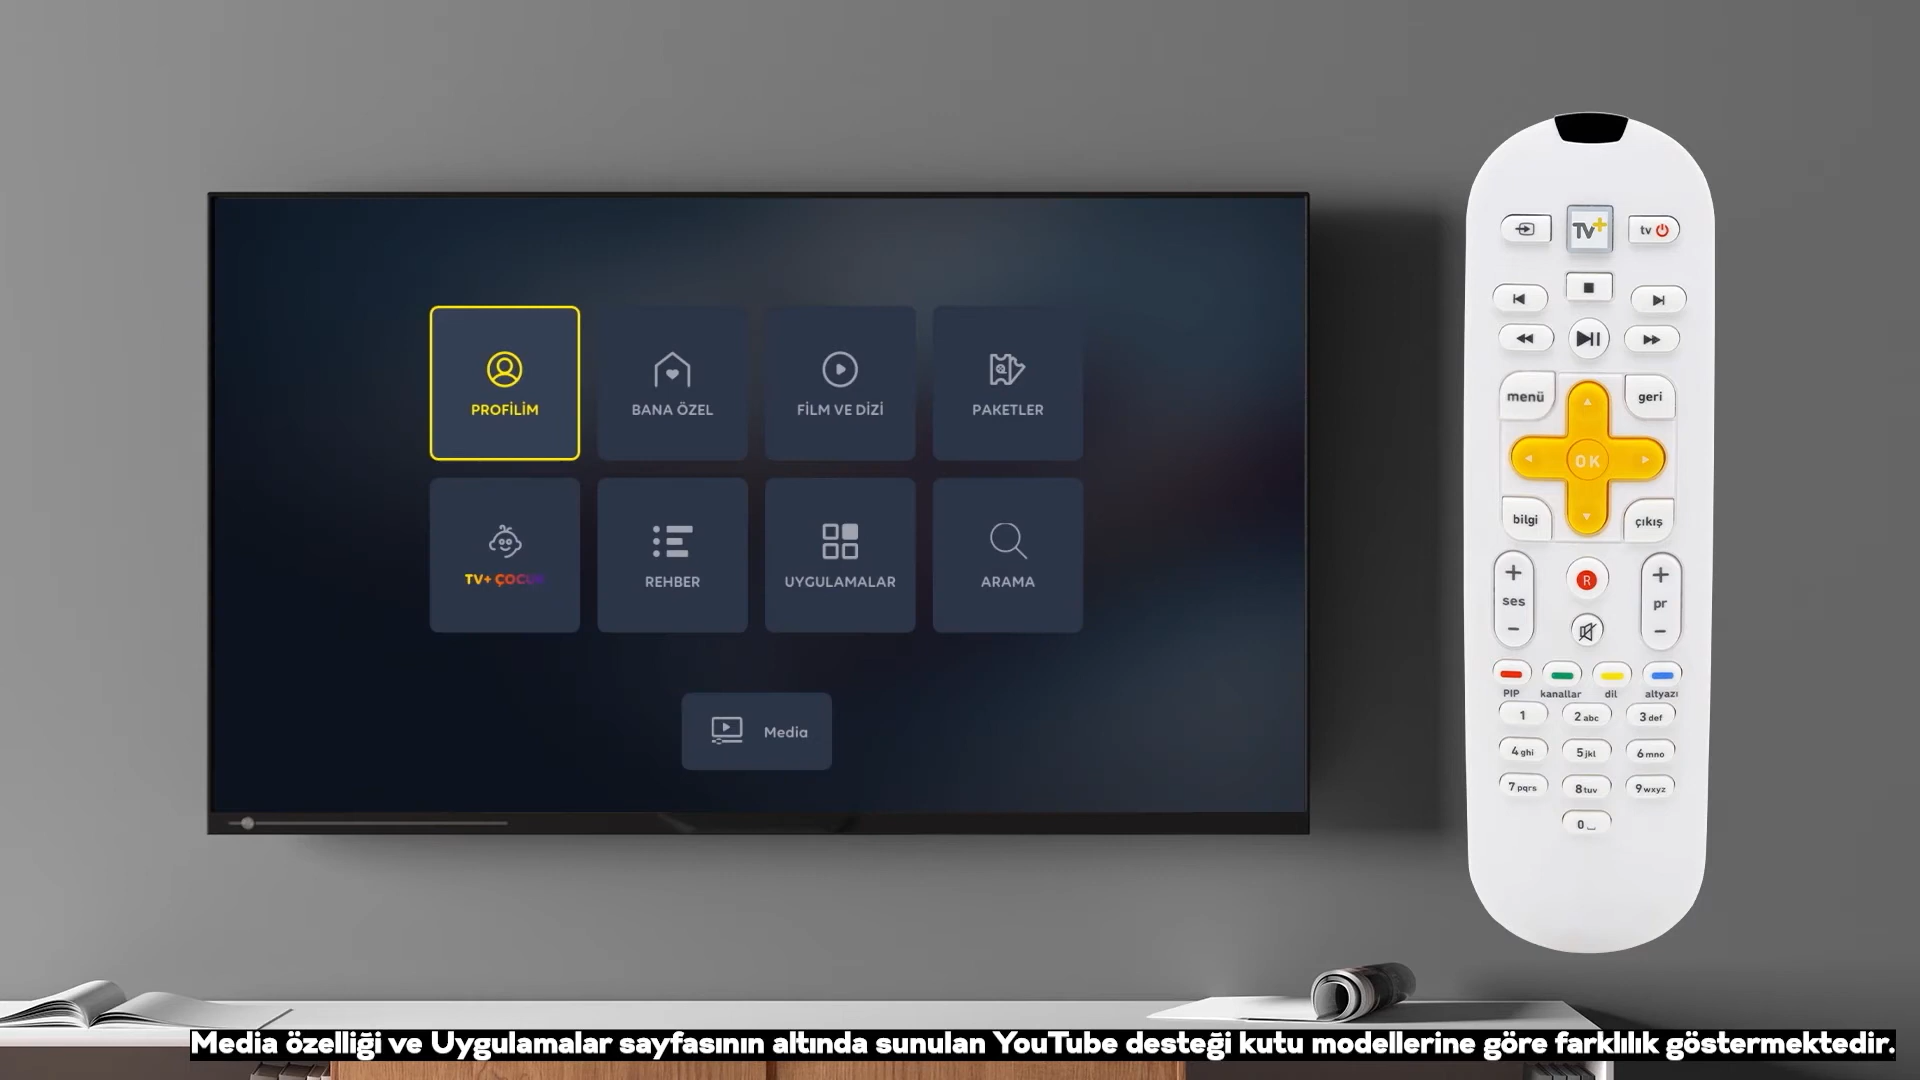 TV+
tv
PROFİLİM
BANA ÖZEL
FİLM VE DİZİ
PAKETLER
TV+ ÇOCUK
REHBER
UYGULAMALAR
ARAMA
Media
menü
geri
OK
bilgi
çıkış
+
ses
-
R
+
pr
-
PIP
kanallar
dil
altyazı
1
2 abc
3 def
4 ghi
5 jkl
6 mno
7 pqrs
8 tuv
9 wxyz
0
Media özelliği ve Uygulamalar sayfasının altında sunulan YouTube desteği kutu modellerine göre farklılık göstermektedir.